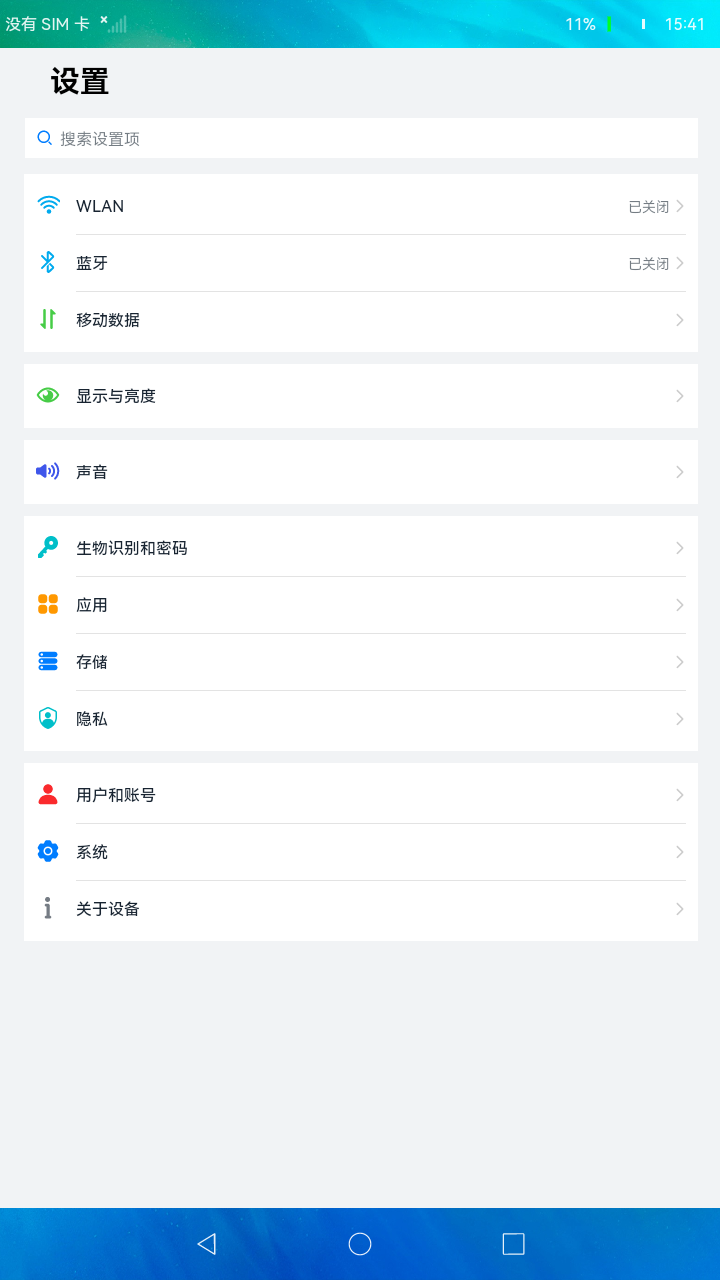 没有 SIM 卡 11% 15:41
设置
搜索设置项
WLAN 已关闭
蓝牙 已关闭
移动数据
显示与亮度
声音
生物识别和密码
应用
存储
隐私
用户和账号
系统
关于设备